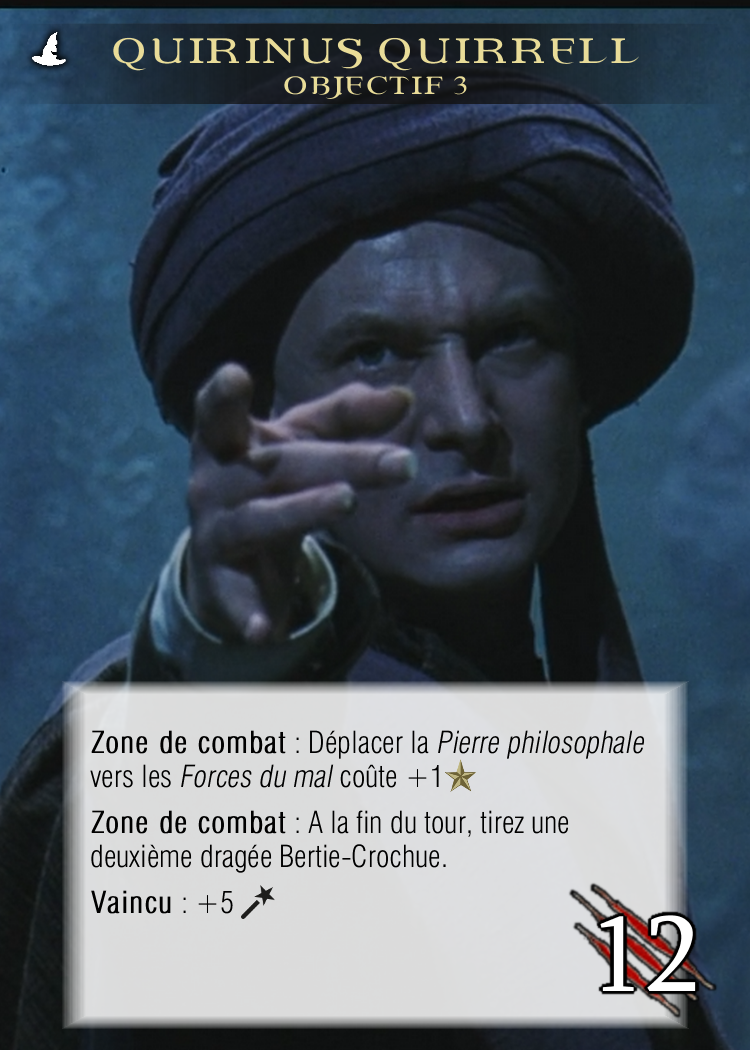 QUIRINUS QUIRRELL
OBJECTIF 3
Zone de combat : Déplacer la Pierre philosophale
vers les Forces du mal coûte +1
Zone de combat : A la fin du tour, tirez une
deuxième dragée Bertie-Crochue.
Vaincu : +5
12